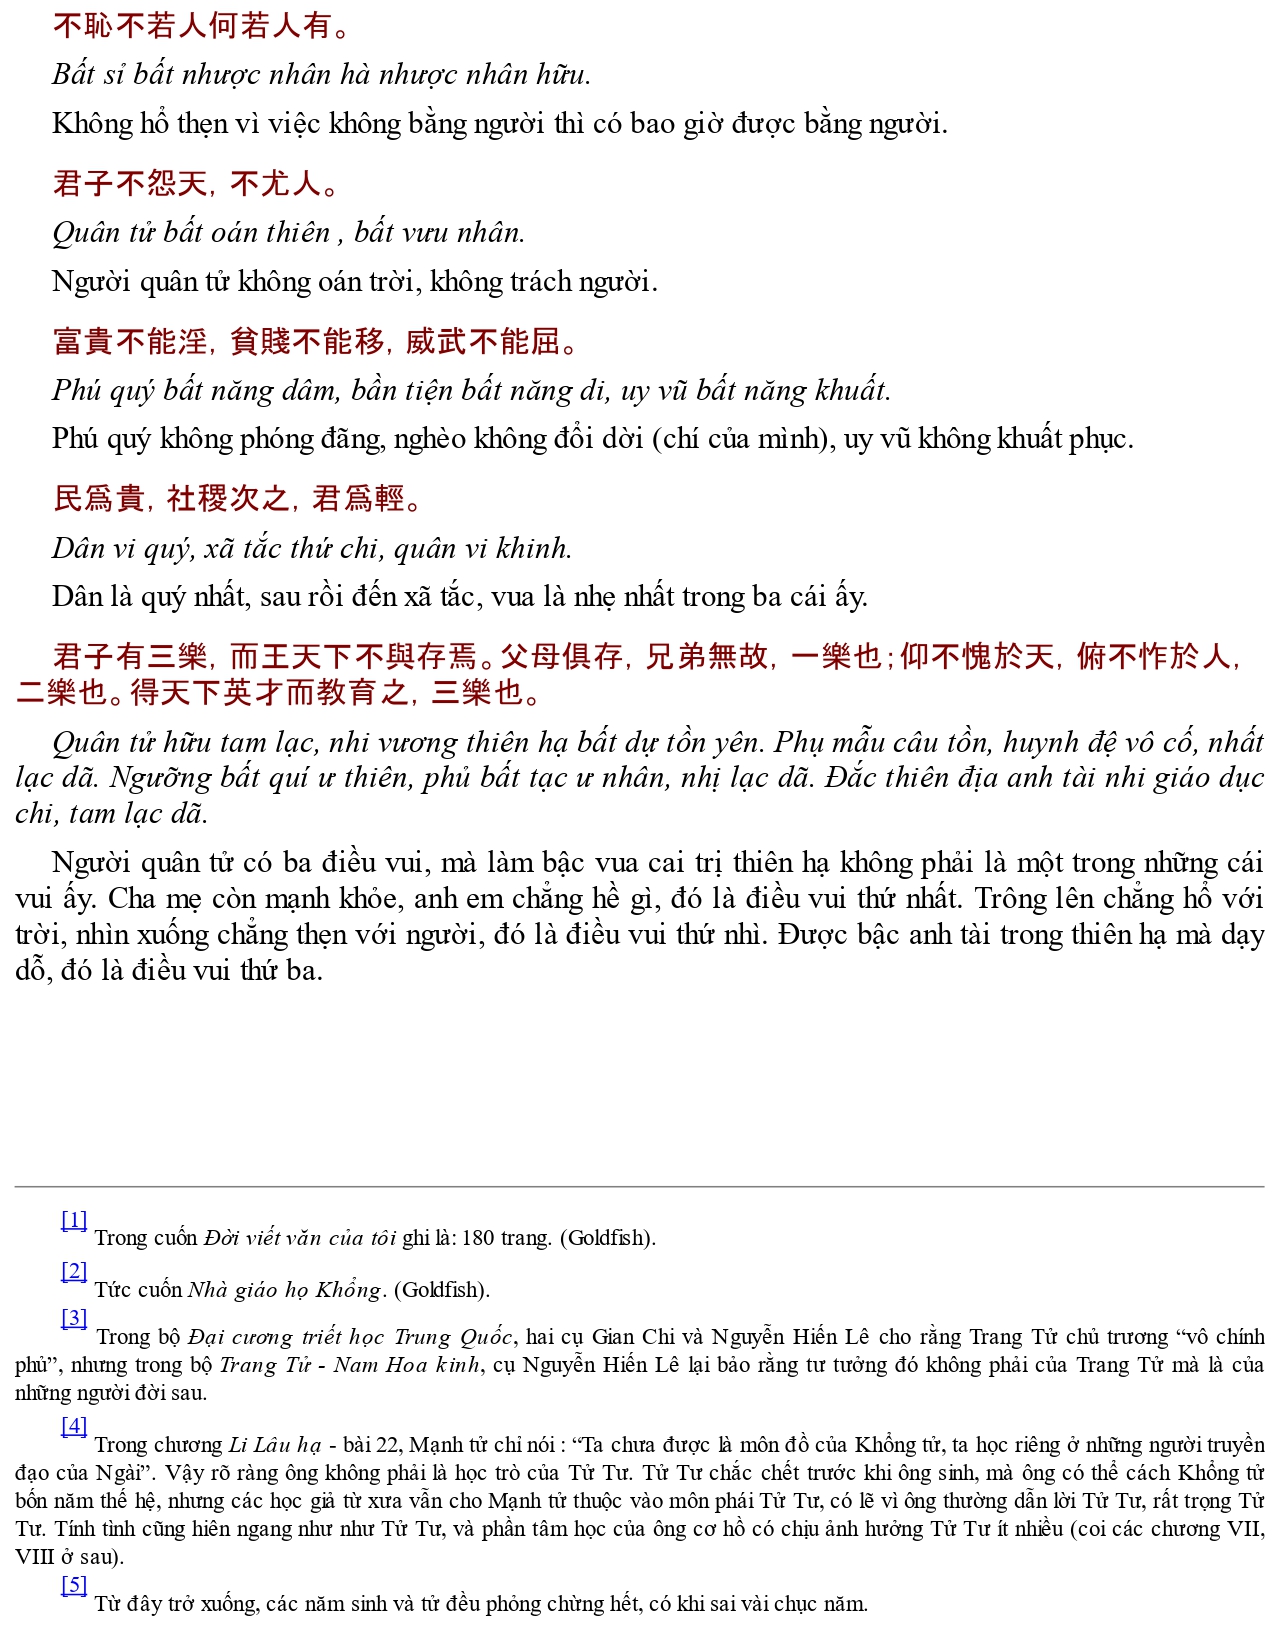 不恥不若人何若人有。
Bất sỉ bất nhược nhân hà nhược nhân hữu.
Không hổ thẹn vì việc không bằng người thì có bao giờ được bằng người.
君子不怨天, 不尤人。
Quân tử bất oán thiên , bất vưu nhân.
Người quân tử không oán trời, không trách người.
富貴不能淫, 貧賤不能移, 威武不能屈。
Phú quý bất năng dâm, bần tiện bất năng di, uy vũ bất năng khuất.
Phú quý không phóng đãng, nghèo không đổi dời (chí của mình), uy vũ không khuất phục.
民爲貴, 社稷次之, 君爲輕。
Dân vi quý, xã tắc thứ chi, quân vi khinh.
Dân là quý nhất, sau rồi đến xã tắc, vua là nhẹ nhất trong ba cái ấy.
君子有三樂, 而王天下不與存焉。父母俱存, 兄弟無故, 一樂也;仰不愧於天, 俯不怍於人,
二樂也。得天下英才而教育之, 三樂也。
Quân tử hữu tam lạc, nhi vương thiên hạ bất dự tồn yên. Phụ mẫu câu tồn, huynh đệ vô cố, nhất
lạc dã. Ngưỡng bất quí ư thiên, phủ bất tạc ư nhân, nhị lạc dã. Đắc thiên địa anh tài nhi giáo dục
chi, tam lạc dã.
Người quân tử có ba điều vui, mà làm bậc vua cai trị thiên hạ không phải là một trong những cái
vui ấy. Cha mẹ còn mạnh khỏe, anh em chẳng hề gì, đó là điều vui thứ nhất. Trông lên chẳng hổ với
trời, nhìn xuống chẳng thẹn với người, đó là điều vui thứ nhì. Được bậc anh tài trong thiên hạ mà dạy
dỗ, đó là điều vui thứ ba.
[1] Trong cuốn Đời viết văn của tôi ghi là: 180 trang. (Goldfish).
[2] Tức cuốn Nhà giáo họ Khổng. (Goldfish).
[3] Trong bộ Đại cương triết học Trung Quốc, hai cụ Gian Chi và Nguyễn Hiến Lê cho rằng Trang Tử chủ trương “vô chính
phủ”, nhưng trong bộ Trang Tử - Nam Hoa kinh, cụ Nguyễn Hiến Lê lại bảo rằng tư tưởng đó không phải của Trang Tử mà là của
những người đời sau.
[4] Trong chương Li Lâu hạ - bài 22, Mạnh tử chỉ nói : “Ta chưa được là môn đồ của Khổng tử, ta học riêng ở những người truyền
đạo của Ngài”. Vậy rõ ràng ông không phải là học trò của Tử Tư. Tử Tư chắc chết trước khi ông sinh, mà ông có thể cách Khổng tử
bốn năm thế hệ, nhưng các học giả từ xưa vẫn cho Mạnh tử thuộc vào môn phái Tử Tư, có lẽ vì ông thường dẫn lời Tử Tư, rất trọng Tử
Tư. Tính tình cũng hiên ngang như như Tử Tư, và phần tâm học của ông cơ hồ có chịu ảnh hưởng Tử Tư ít nhiều (coi các chương VII,
VIII ở sau).
[5] Từ đây trở xuống, các năm sinh và tử đều phỏng chừng hết, có khi sai vài chục năm.